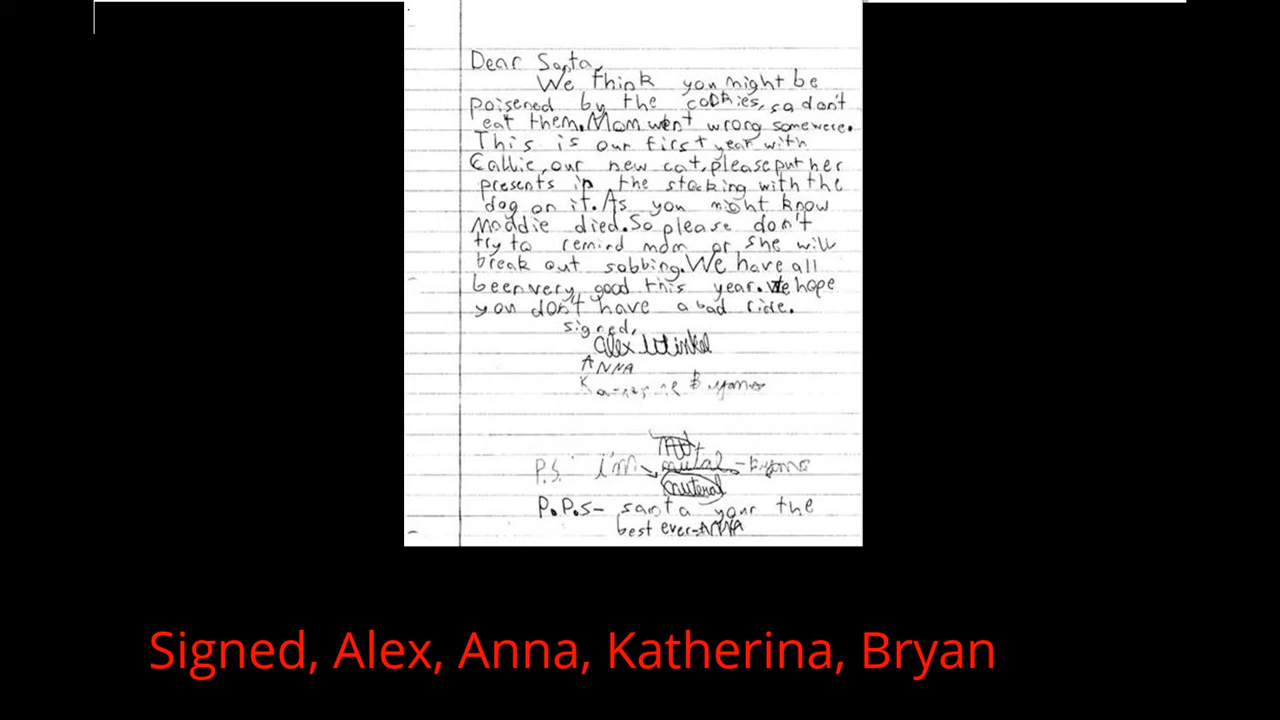 Dear Santa,
We think you might be
poisened by the cookies, so don't
eat them. Mom went wrong somewere.
This is our first year with
Callie, our new cat, please put her
presents in the stocking with the
dog on it. As you might know
Maddie died. So please don't
try to remind mom or she will
break out sobbing. We have all
been very good this year. We hope
you don't have a bad ride.
signed,
Alex
ANNA
P.S. I'm
P.P.S- santa your the
best ever-ANNA
Signed, Alex, Anna, Katherina, Bryan